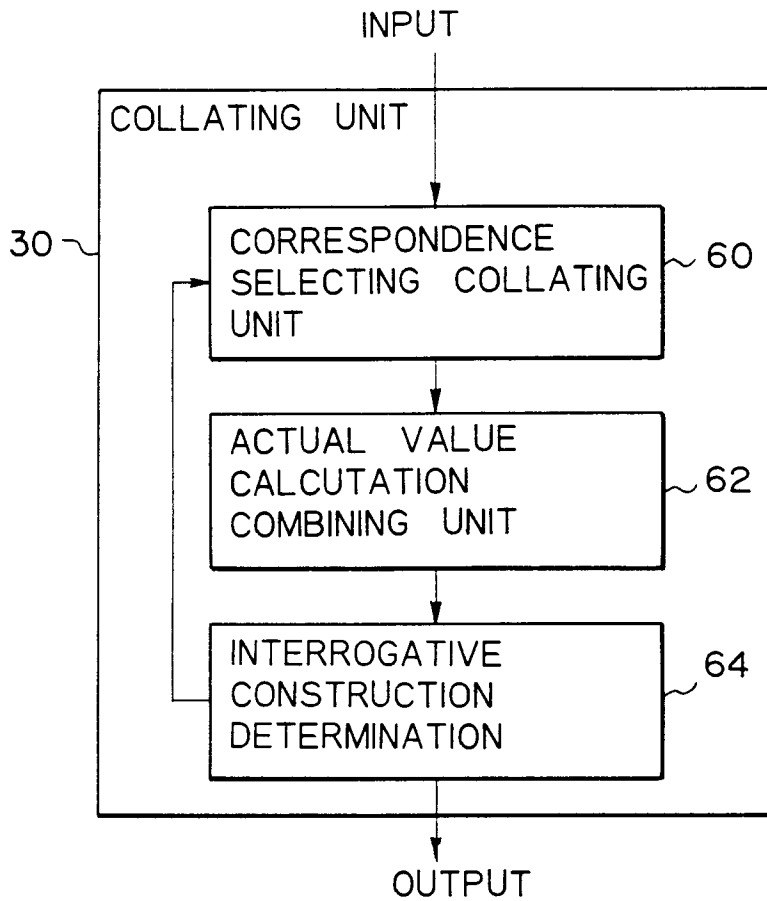 INPUT
COLLATING UNIT
30
CORRESPONDENCE
SELECTING COLLATING
UNIT
60
ACTUAL VALUE
CALCUTATION
COMBINING UNIT
62
INTERROGATIVE
CONSTRUCTION
DETERMINATION
64
OUTPUT